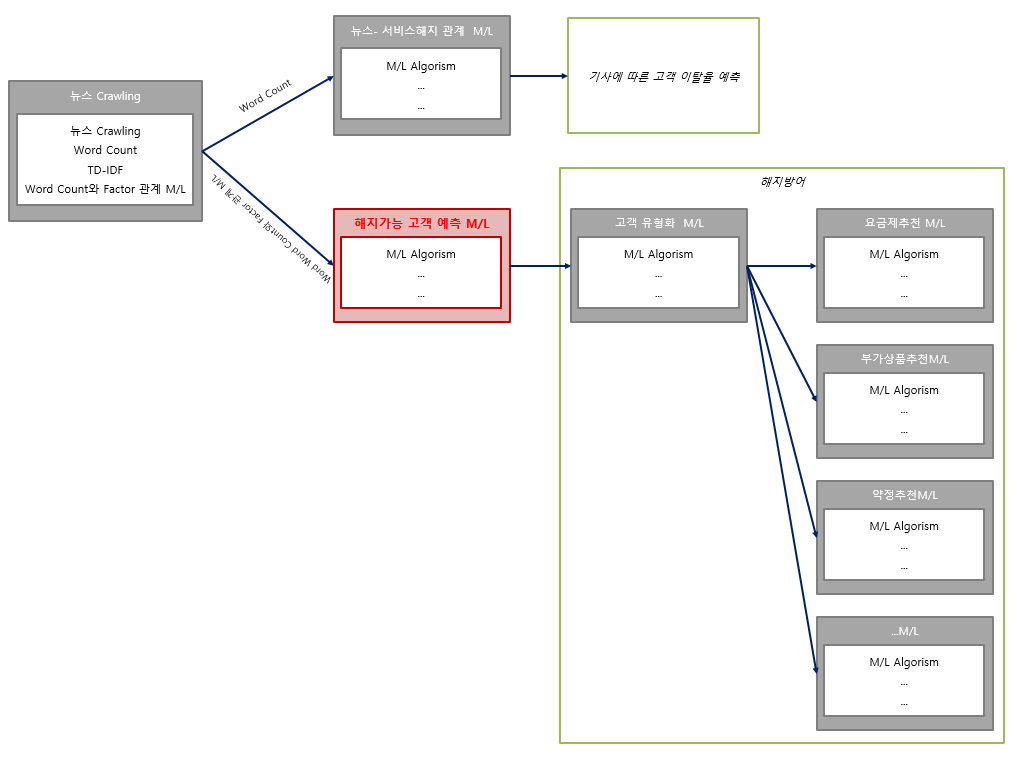 뉴스 Crawling
뉴스 Crawling
Word Count
TD-IDF
Word Count와 Factor 관계 M/L
Word Count
Word Word Count와 Factor 관계 M/L
뉴스- 서비스해지 관계 M/L
M/L Algorism
...
...
기사에 따른 고객 이탈율 예측
해지가능 고객 예측 M/L
M/L Algorism
...
...
해지방어
고객 유형화 M/L
M/L Algorism
...
...
요금제추천 M/L
M/L Algorism
...
...
부가상품추천M/L
M/L Algorism
...
...
약정추천M/L
M/L Algorism
...
...
...M/L
M/L Algorism
...
...